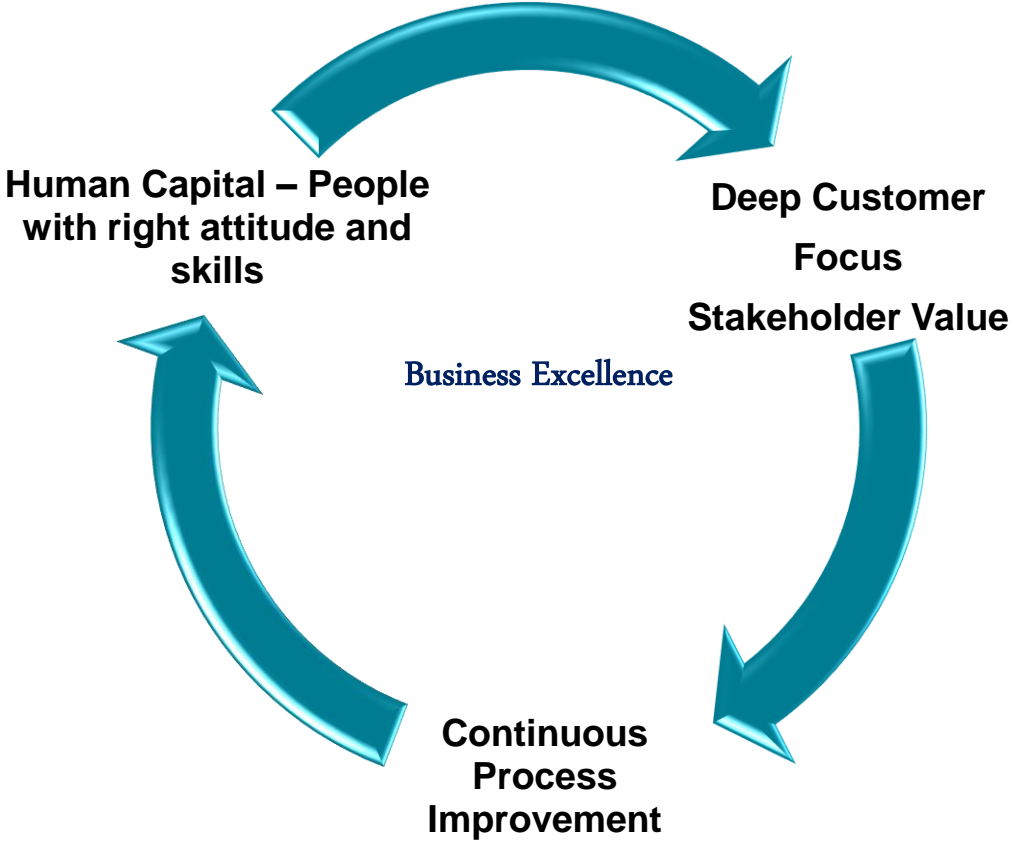 Human Capital – People
with right attitude and
skills
Deep Customer
Focus
Stakeholder Value
Business Excellence
Continuous
Process
Improvement